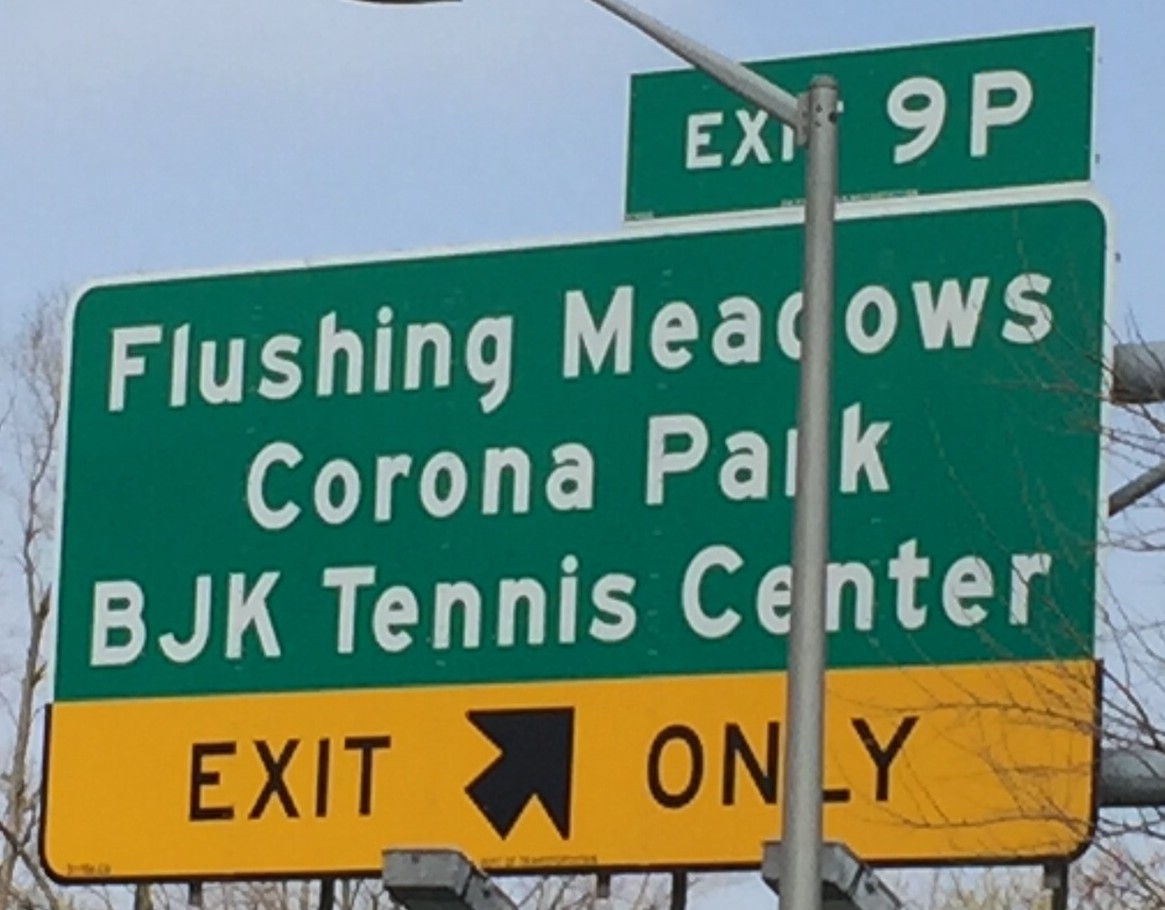 EXIT 9P
Flushing Meadows
Corona Park
BJK Tennis Center
EXIT ONLY